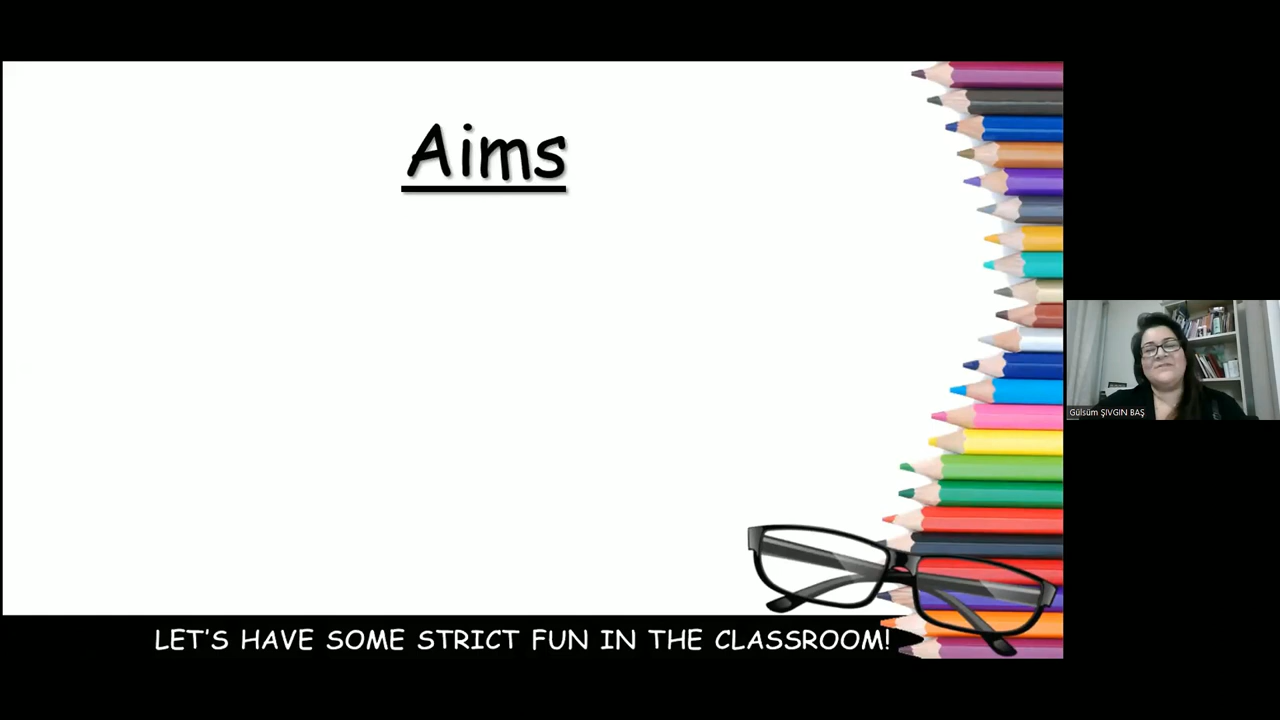 Aims
Gülsüm ŞIVGIN BAŞ
LET'S HAVE SOME STRICT FUN IN THE CLASSROOM!